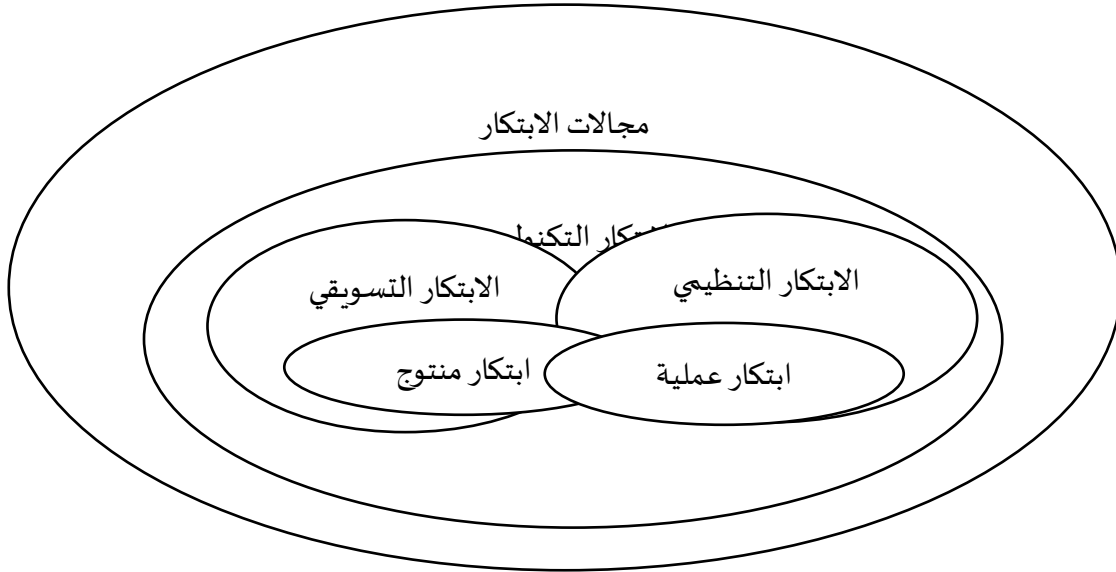 مجالات الابتكار
الابتكار التنظيمي
الابتكار التسويقي
ابتكار عملية
ابتكار منتوج